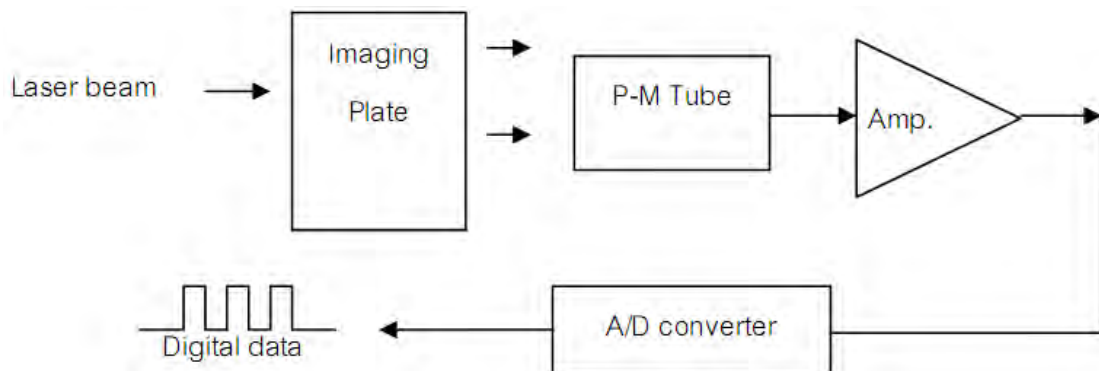 Laser beam
Imaging
Plate
P-M Tube
Amp.
A/D converter
Digital data